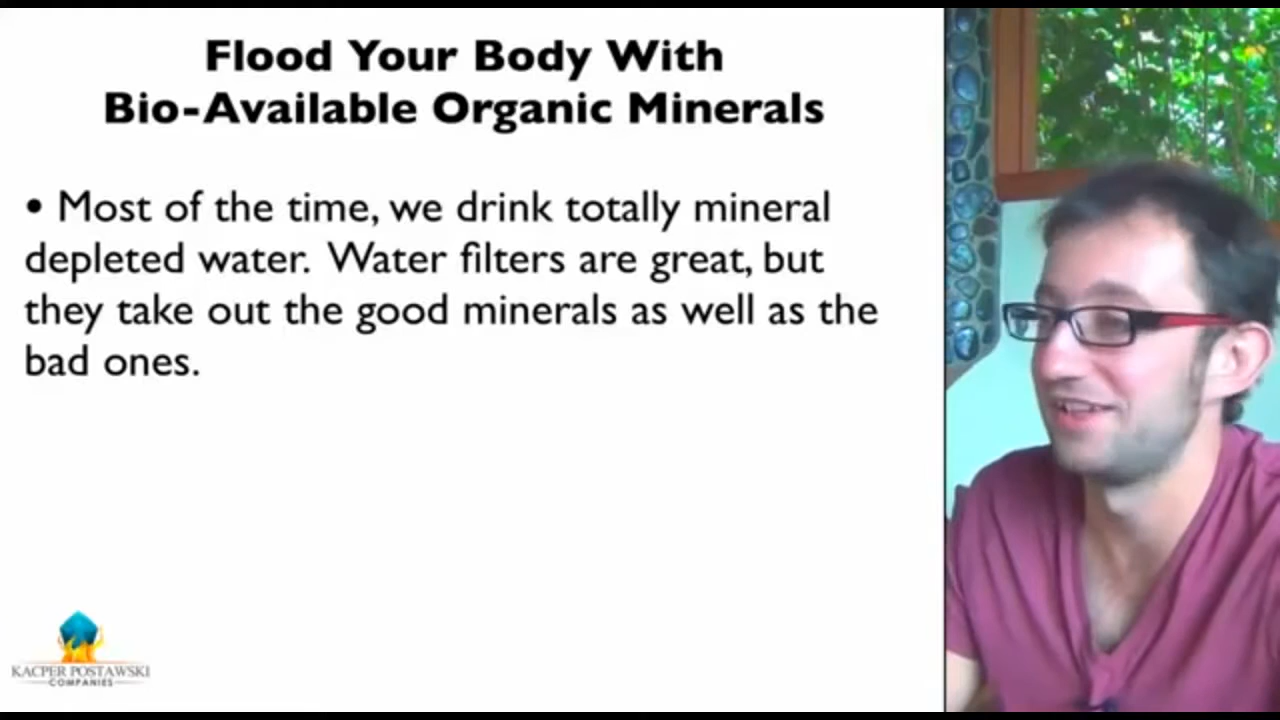 Flood Your Body With
Bio-Available Organic Minerals
• Most of the time, we drink totally mineral
depleted water.  Water filters are great, but
they take out the good minerals as well as the
bad ones.
KACPER POSTAWSKI
COMPANIES